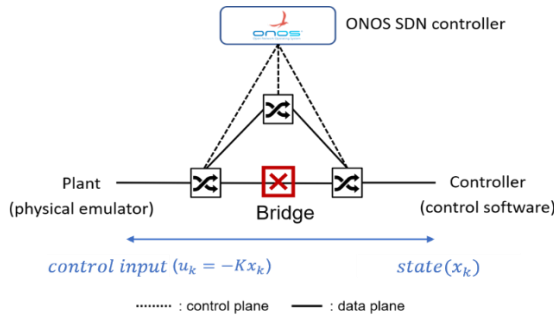 ONOS SDN controller
onos
Plant
(physical emulator)
Controller
(control software)
Bridge
control input (u_k = −Kx_k)
state(x_k)
: control plane
: data plane